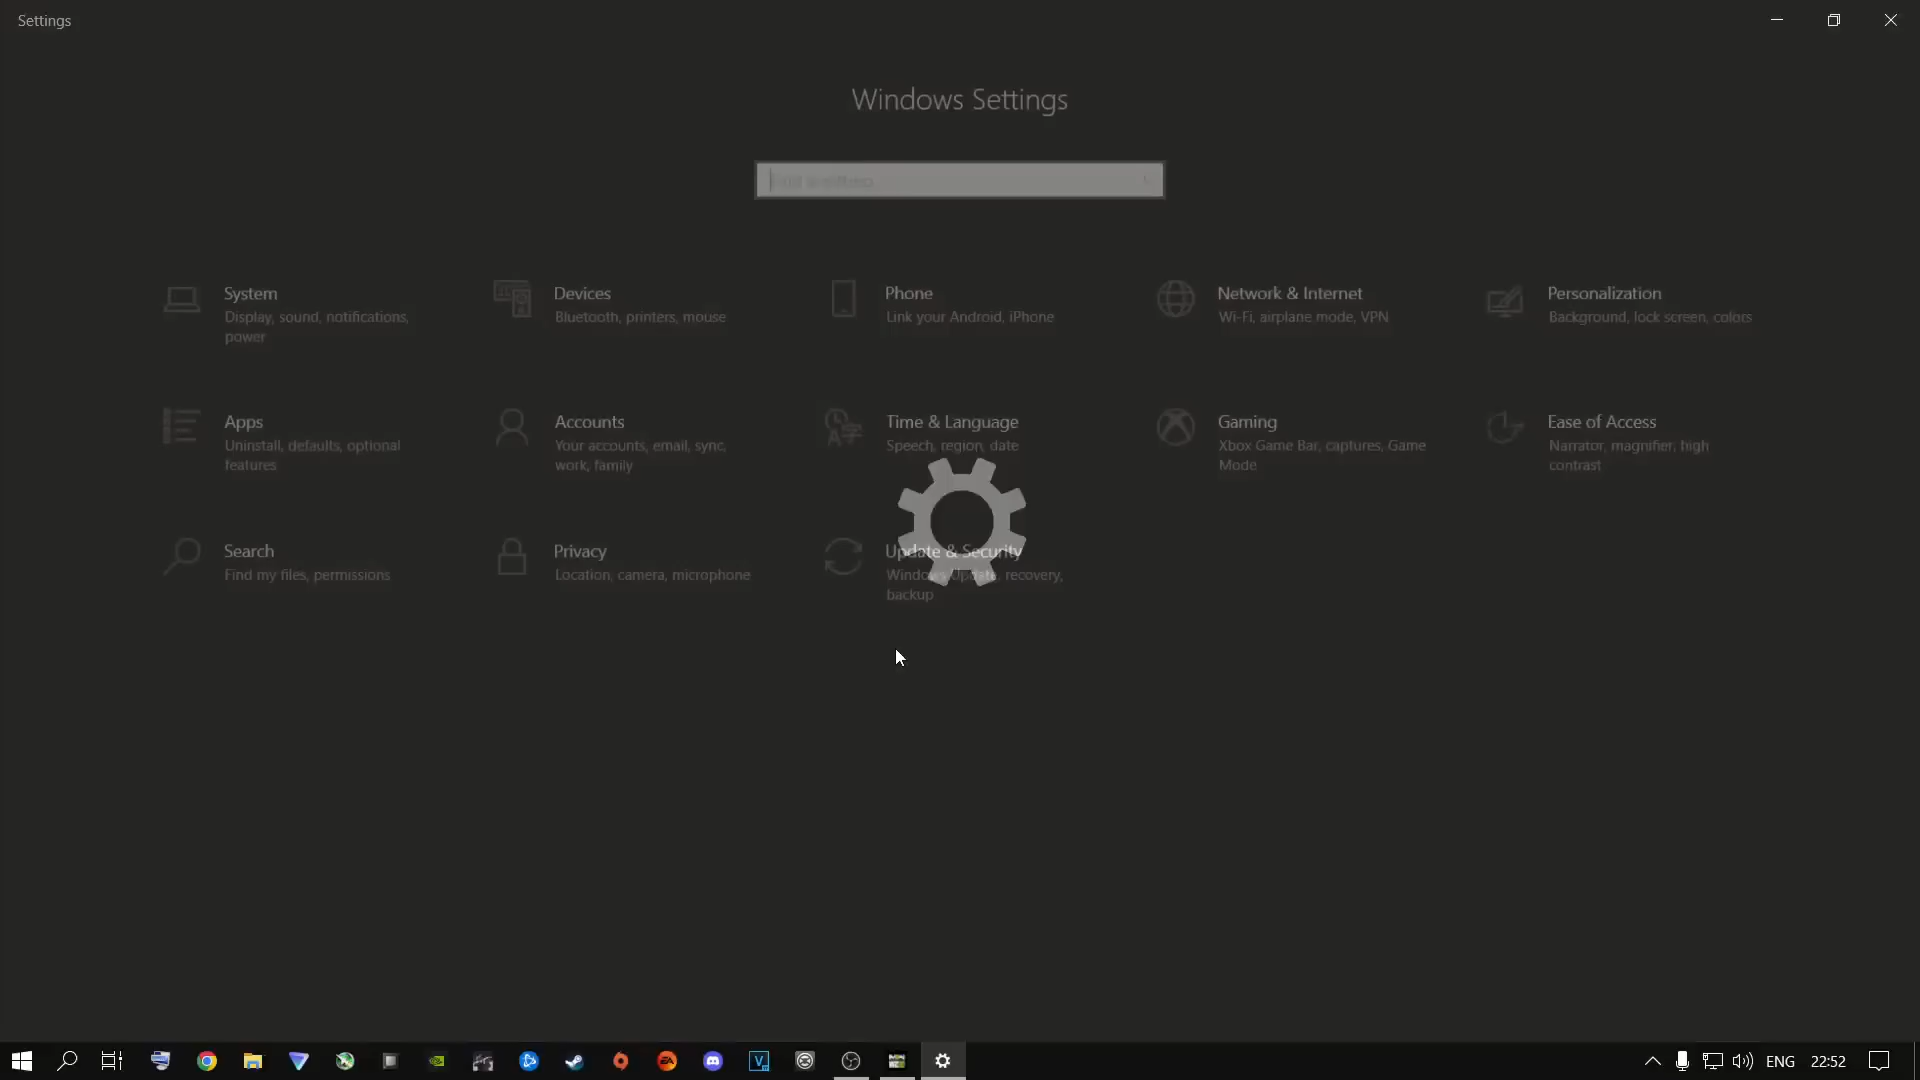 Settings
Windows Settings
System
Display, sound, notifications,
power
Devices
Bluetooth, printers, mouse
Phone
Link your Android, iPhone
Network & Internet
Wi-Fi, airplane mode, VPN
Personalization
Background, lock screen, colors
Apps
Uninstall, defaults, optional
features
Accounts
Your accounts, email, sync,
work, family
Time & Language
Speech, region, date
Gaming
Xbox Game Bar, captures, Game
Mode
Ease of Access
Narrator, magnifier, high
contrast
Search
Find my files, permissions
Privacy
Location, camera, microphone
Update & Security
Windows Update, recovery,
backup
ENG
22:52